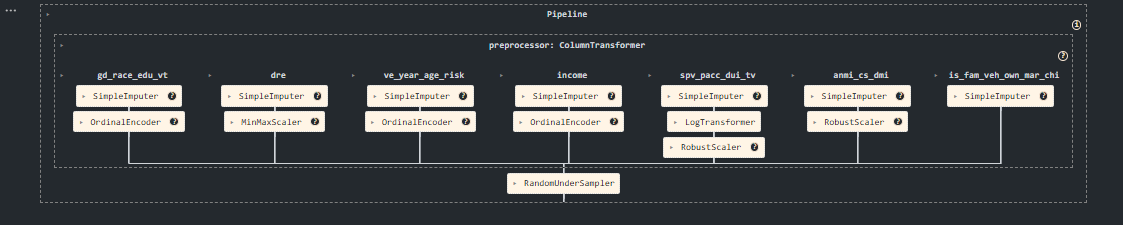 ...
Pipeline
i
preprocessor: ColumnTransformer
?
gd_race_edu_vt dre ve_year_age_risk income spv_pacc_dui_tv anmi_cs_dmi is_fam_veh_own_mar_chi
SimpleImputer ? SimpleImputer ? SimpleImputer ? SimpleImputer ? SimpleImputer ? SimpleImputer ? SimpleImputer ?
OrdinalEncoder ? MinMaxScaler ? OrdinalEncoder ? OrdinalEncoder ? LogTransformer RobustScaler ?
RobustScaler ?
RandomUnderSampler